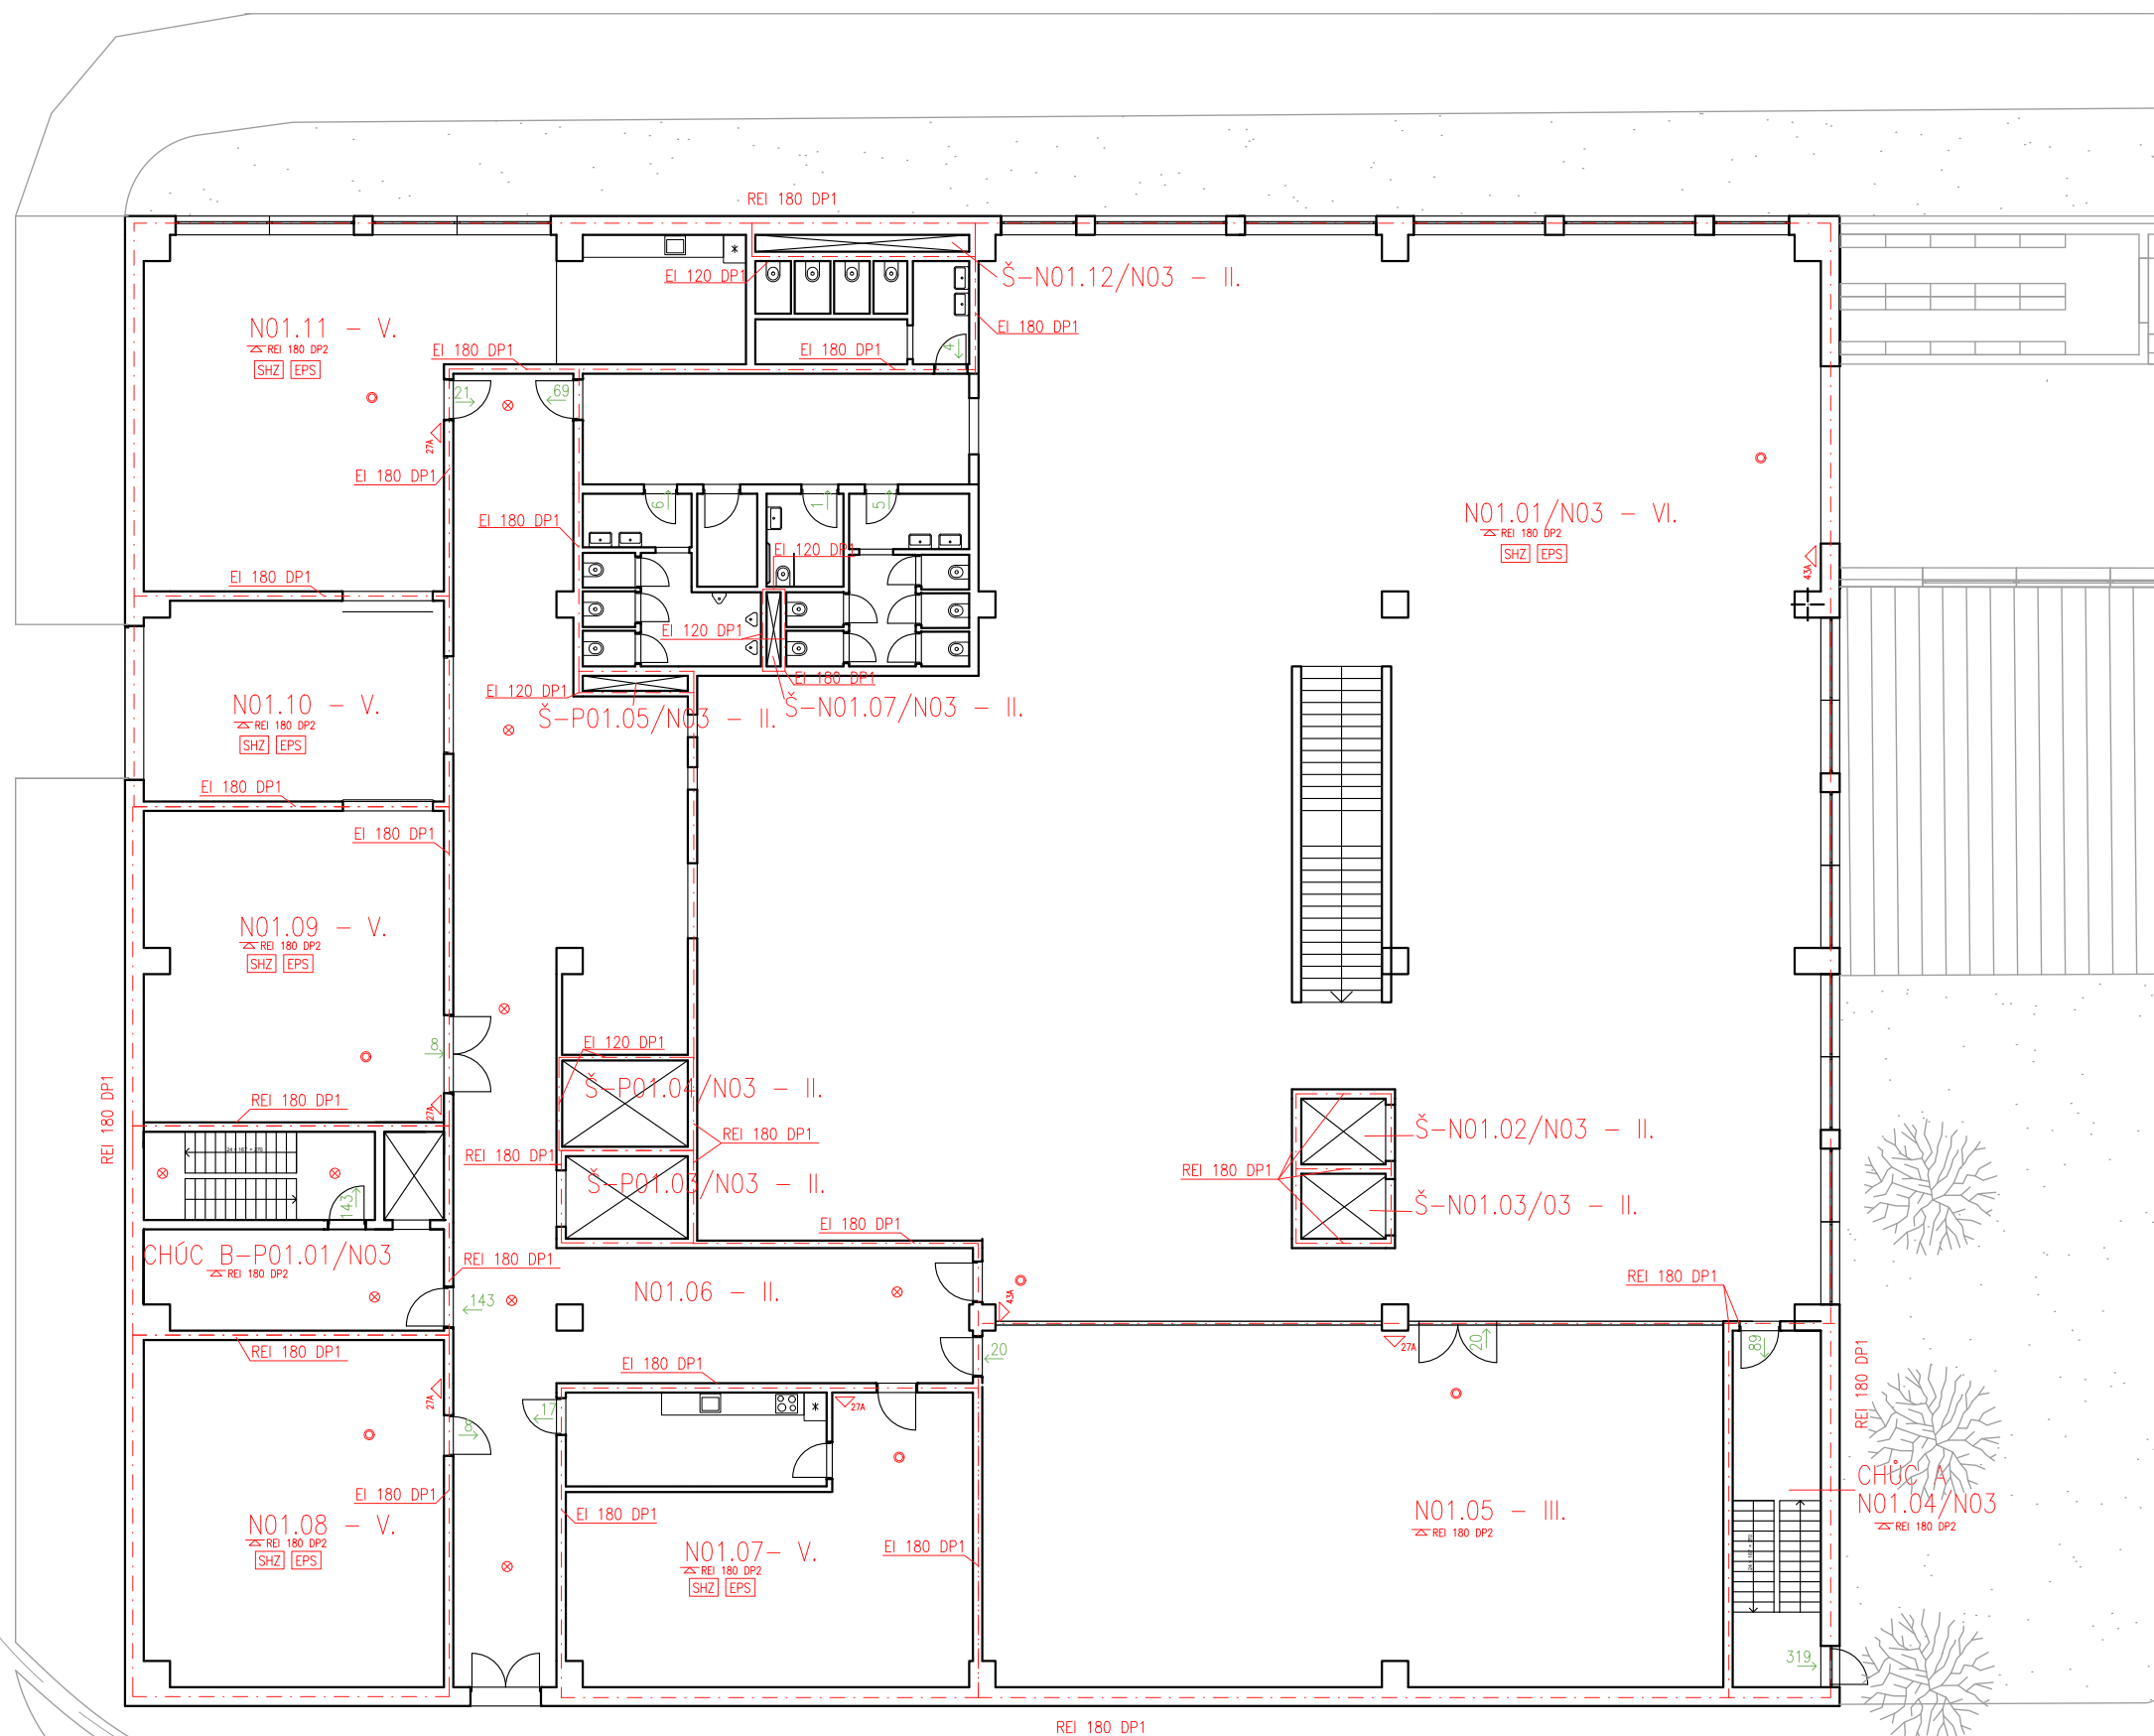 REI 180 DP1
EI 120 DP1
Š-N01.12/N03 - II.
N01.11 - V.
REI 180 DP2
SHZ EPS
EI 180 DP1
EI 180 DP1
EI 180 DP1
4
21
69
27A
EI 180 DP1
6
1
5
N01.01/N03 - VI.
REI 180 DP2
SHZ EPS
EI 180 DP1
EI 120 DP1
43A
EI 180 DP1
EI 120 DP1
EI 180 DP1
EI 120 DP1
N01.10 - V.
REI 180 DP2
SHZ EPS
Š-P01.05/N03 - II.
Š-N01.07/N03 - II.
EI 180 DP1
EI 180 DP1
N01.09 - V.
REI 180 DP2
SHZ EPS
8
EI 120 DP1
Š-P01.04/N03 - II.
REI 180 DP1
27A
REI 180 DP1
REI 180 DP1
Š-N01.02/N03 - II.
REI 180 DP1
24 x 167 x 270
REI 180 DP1
Š-P01.03/N03 - II.
Š-N01.03/03 - II.
143
EI 180 DP1
CHÚC B-P01.01/N03
REI 180 DP2
REI 180 DP1
N01.06 - II.
143
43A
REI 180 DP1
REI 180 DP1
20
27A
20
89
EI 180 DP1
REI 180 DP1
27A
8
17
27A
CHŮC A
N01.04/N03
REI 180 DP2
EI 180 DP1
EI 180 DP1
N01.08 - V.
REI 180 DP2
SHZ EPS
N01.07- V.
REI 180 DP2
SHZ EPS
EI 180 DP1
N01.05 - III.
REI 180 DP2
24 x 167 x 270
319
REI 180 DP1